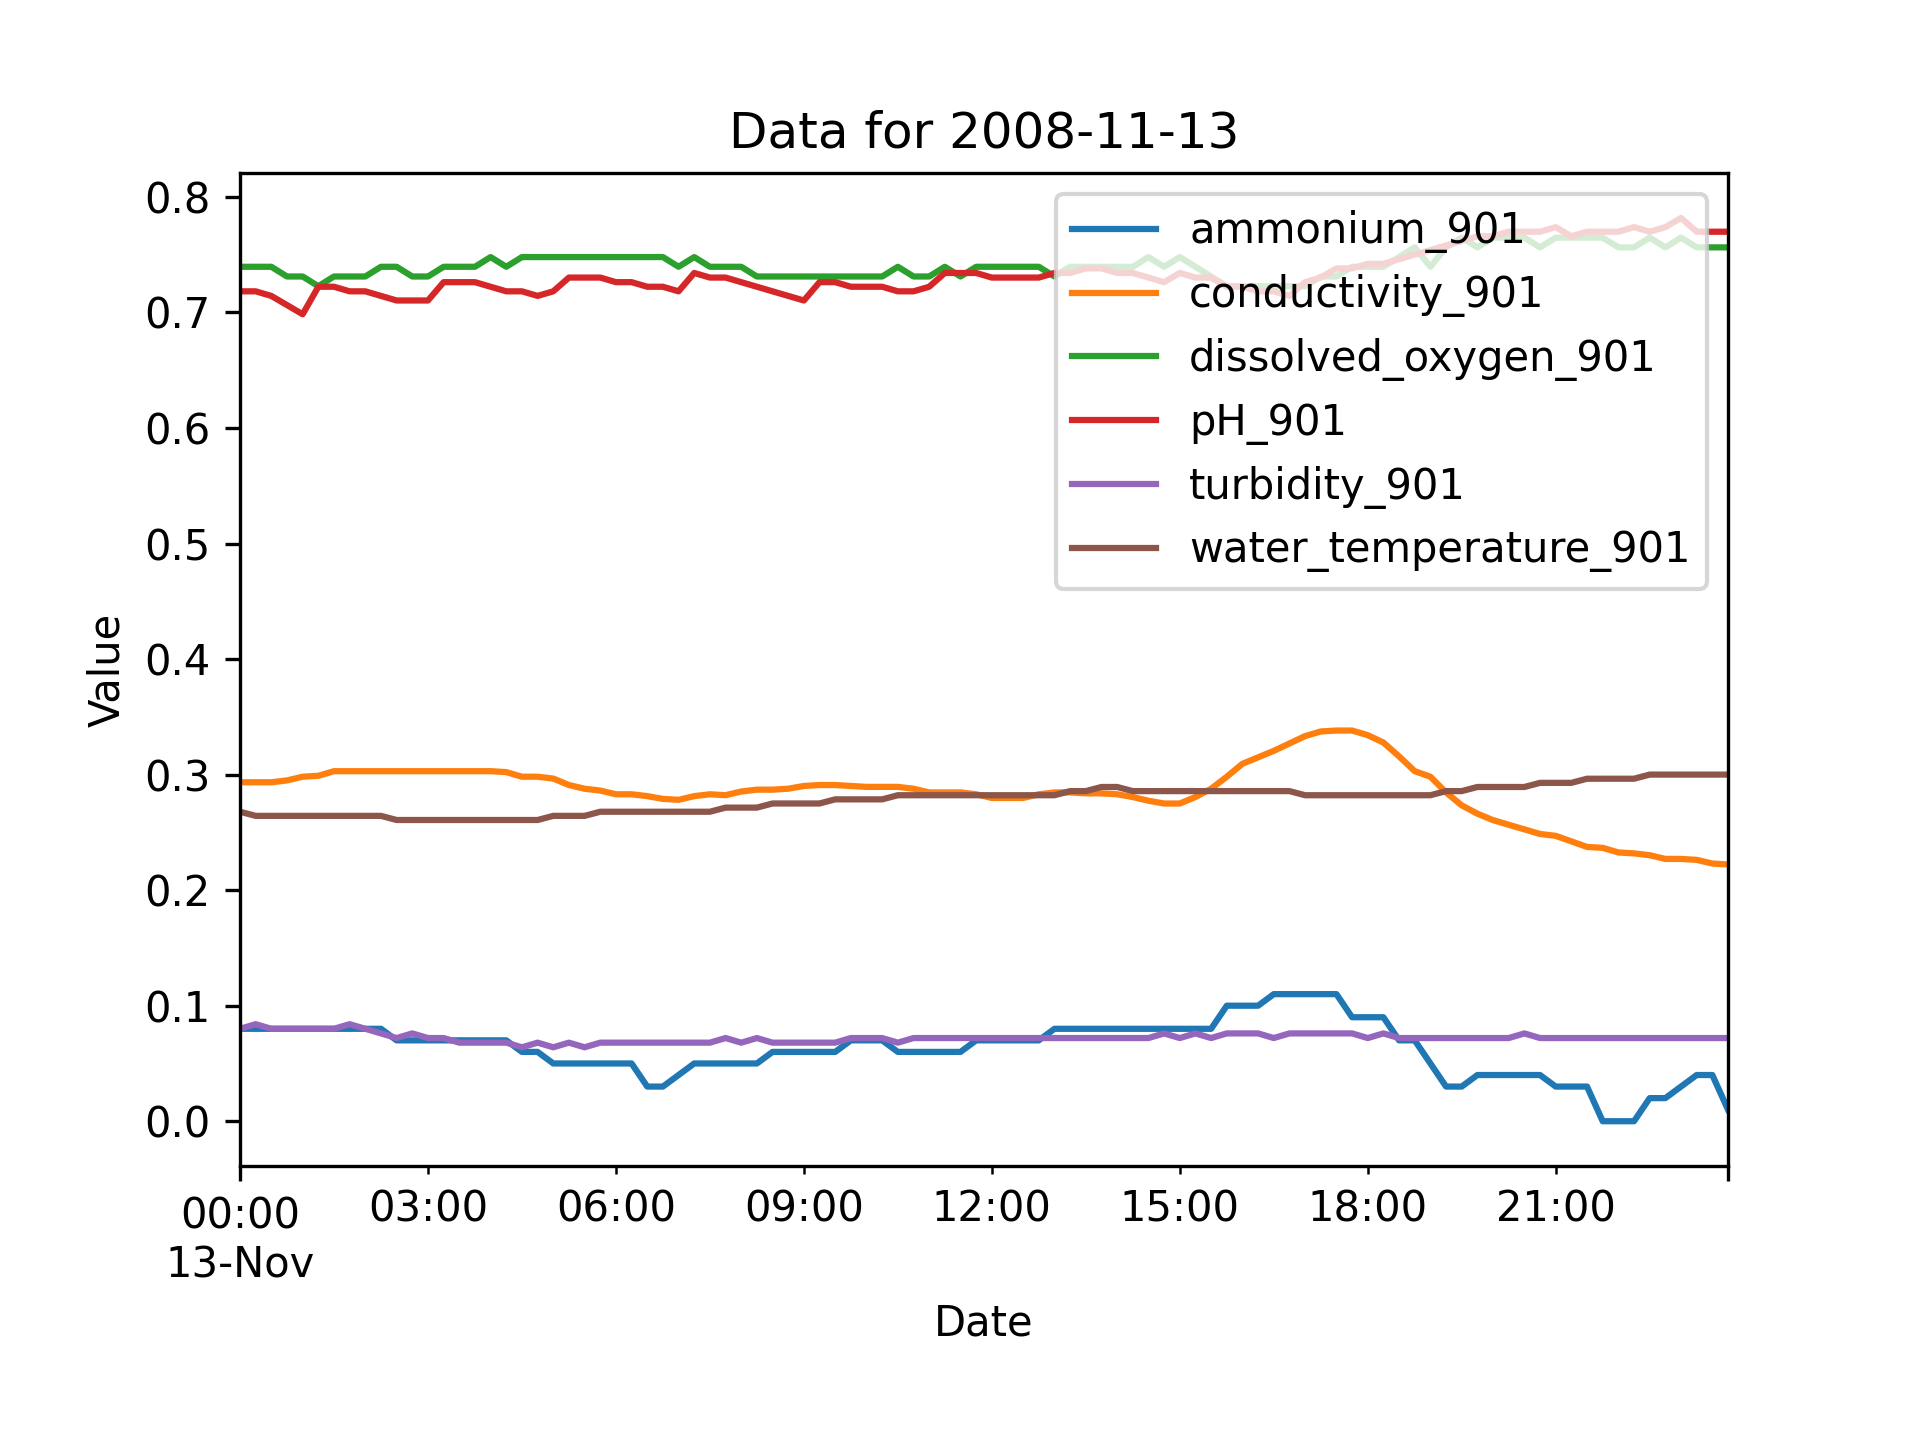 Data for 2008-11-13
0.8
0.7
0.6
0.5
0.4
0.3
0.2
0.1
0.0
Value
ammonium_901
conductivity_901
dissolved_oxygen_901
pH_901
turbidity_901
water_temperature_901
00:00 03:00 06:00 09:00 12:00 15:00 18:00 21:00
13-Nov
Date